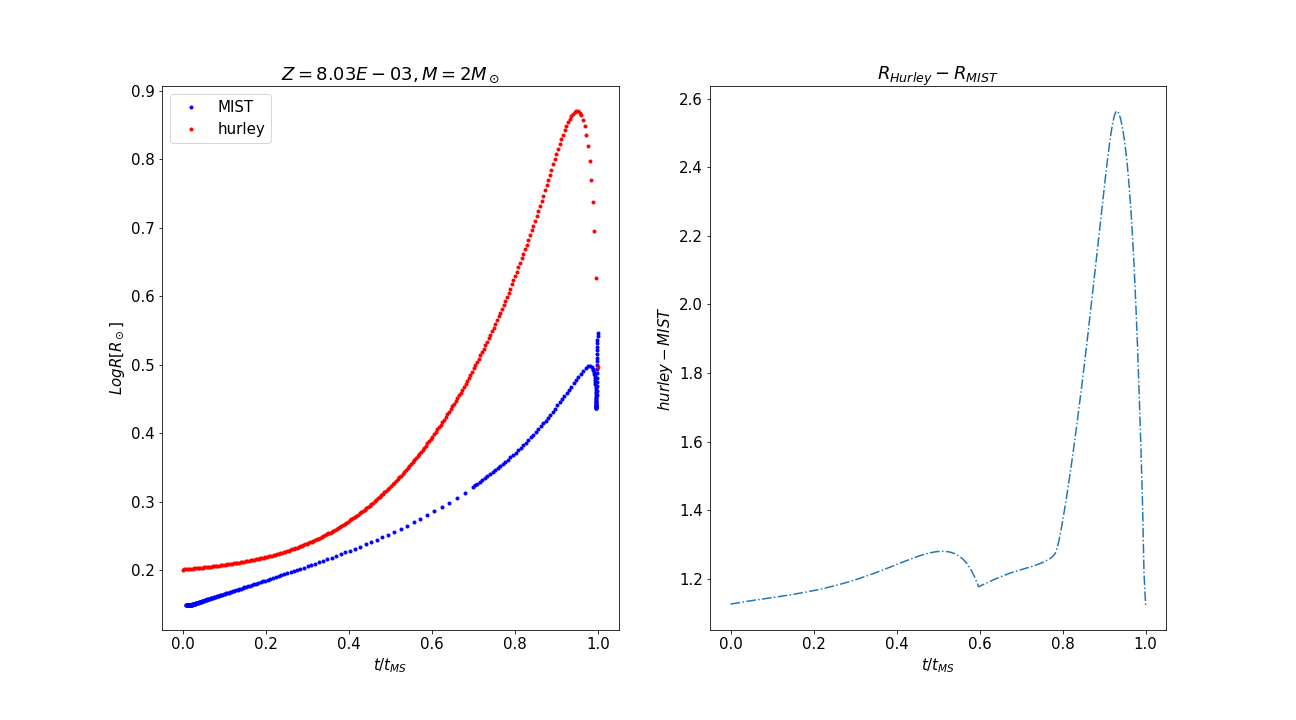 Z = 8.03E − 03, M = 2M⊙
0.9
0.8
0.7
0.6
0.5
0.4
0.3
0.2
LogR[R⊙]
MIST
hurley
0.0 0.2 0.4 0.6 0.8 1.0
t/tMS
RHurley − RMIST
2.6
2.4
2.2
2.0
1.8
1.6
1.4
1.2
hurley − MIST
0.0 0.2 0.4 0.6 0.8 1.0
t/tMS